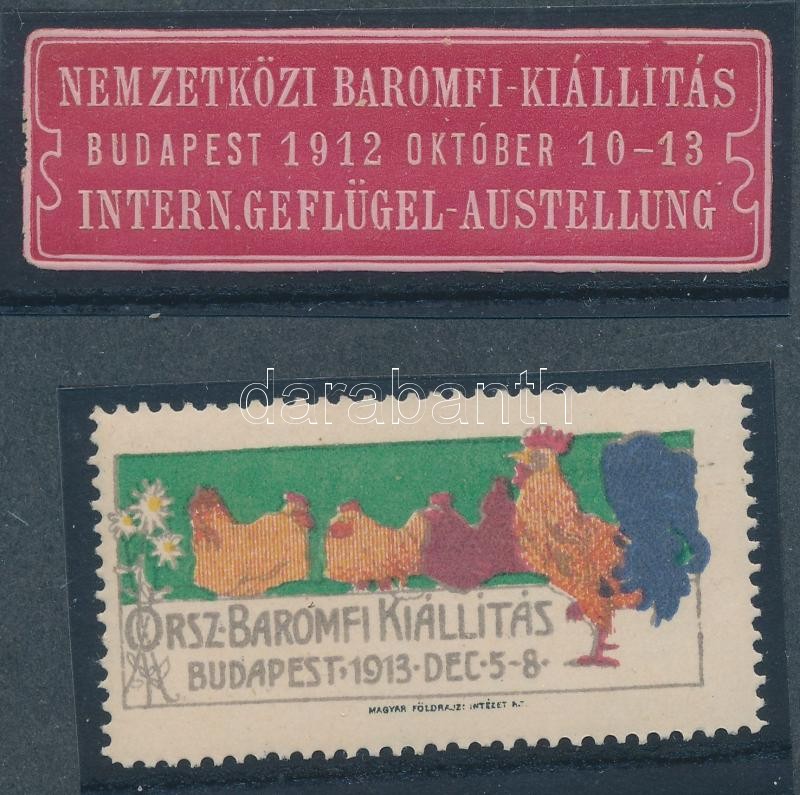 NEMZETKÖZI BAROMFI-KIÁLLITÁS
BUDAPEST 1912 OKTÓBER 10-13
INTERN.GEFLÜGEL-AUSTELLUNG
darabanth
ORSZ·BAROMFI KIÁLLITÁS
BUDAPEST·1913·DEC·5-8·
MAGYAR FÖLDRAJZI INTÉZET R.T.